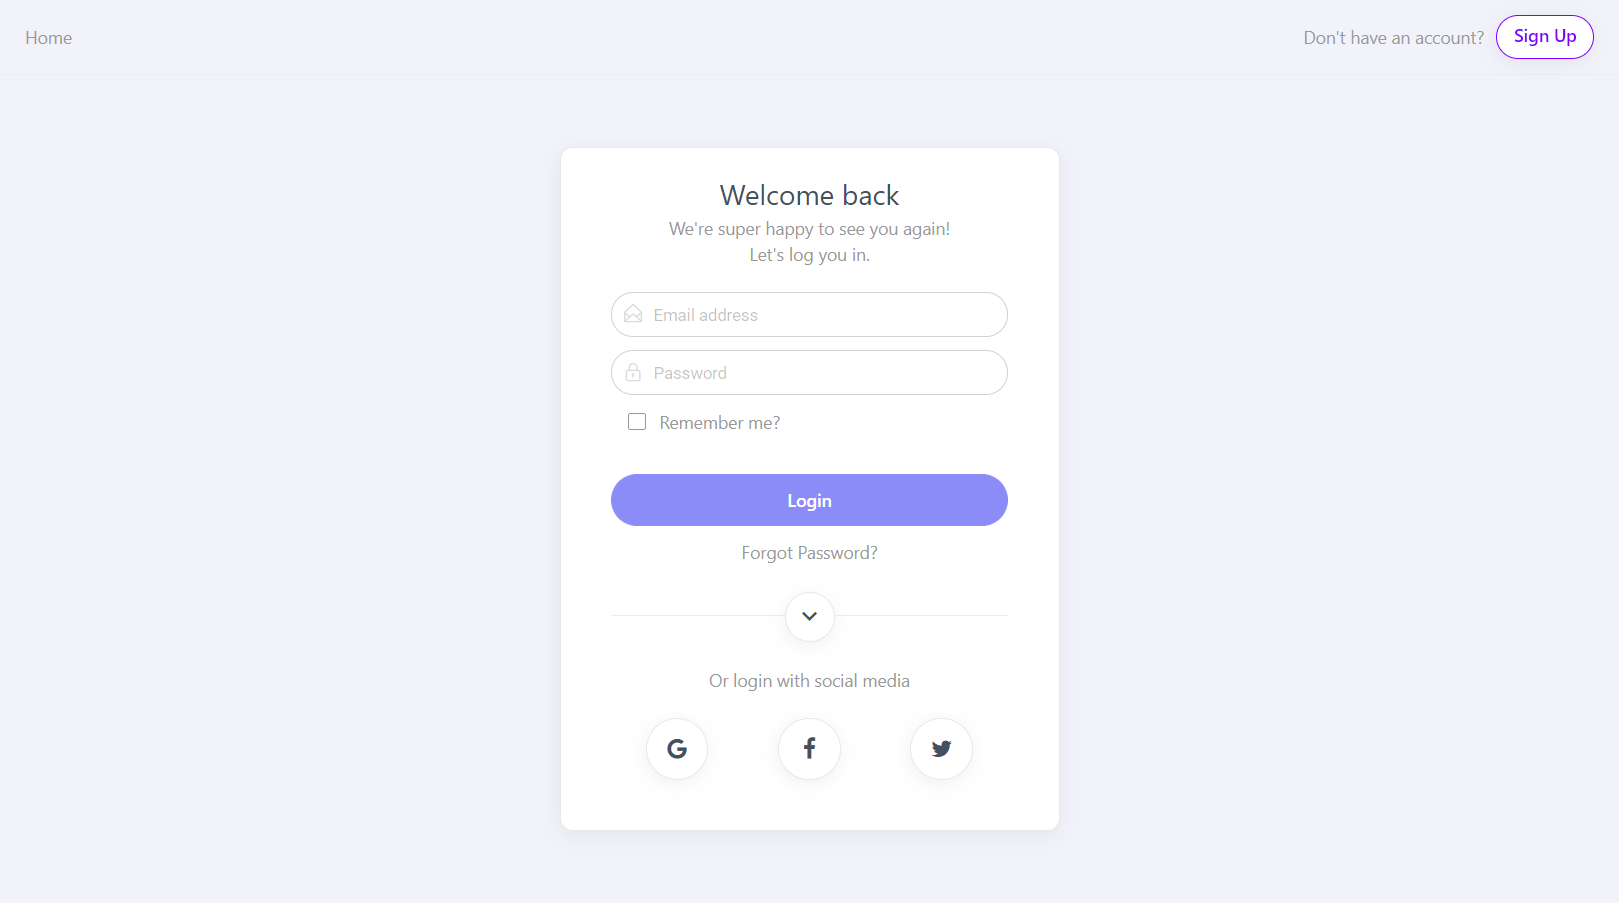 Home
Don't have an account?
Sign Up
Welcome back
We're super happy to see you again!
Let's log you in.
Email address
Password
Remember me?
Login
Forgot Password?
Or login with social media